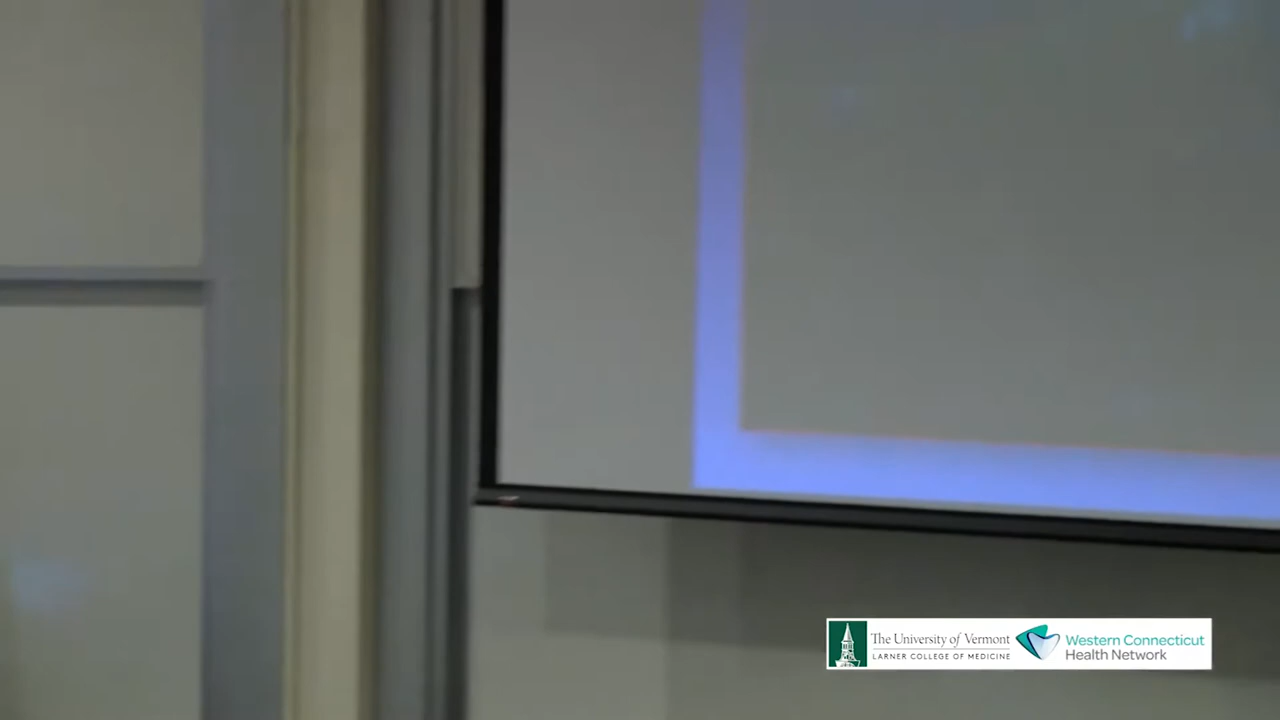 The University of Vermont
LARNER COLLEGE OF MEDICINE
Western Connecticut
Health Network